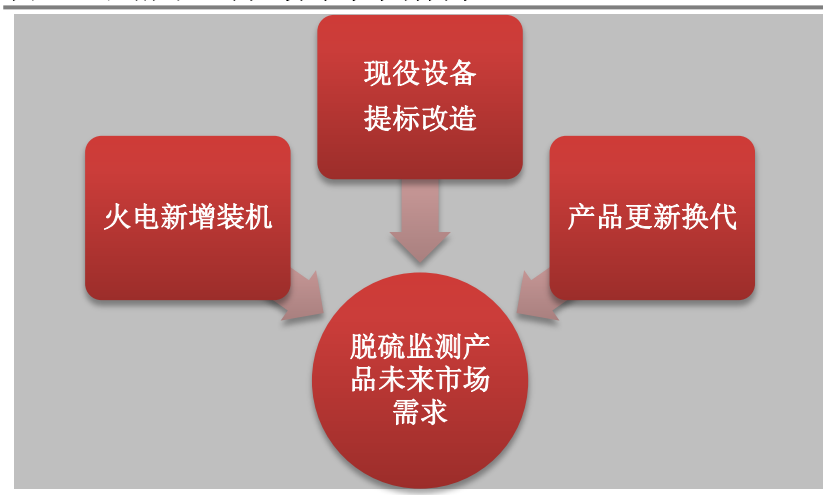 现役设备
提标改造
火电新增装机
产品更新换代
脱硫监测产
品未来市场
需求